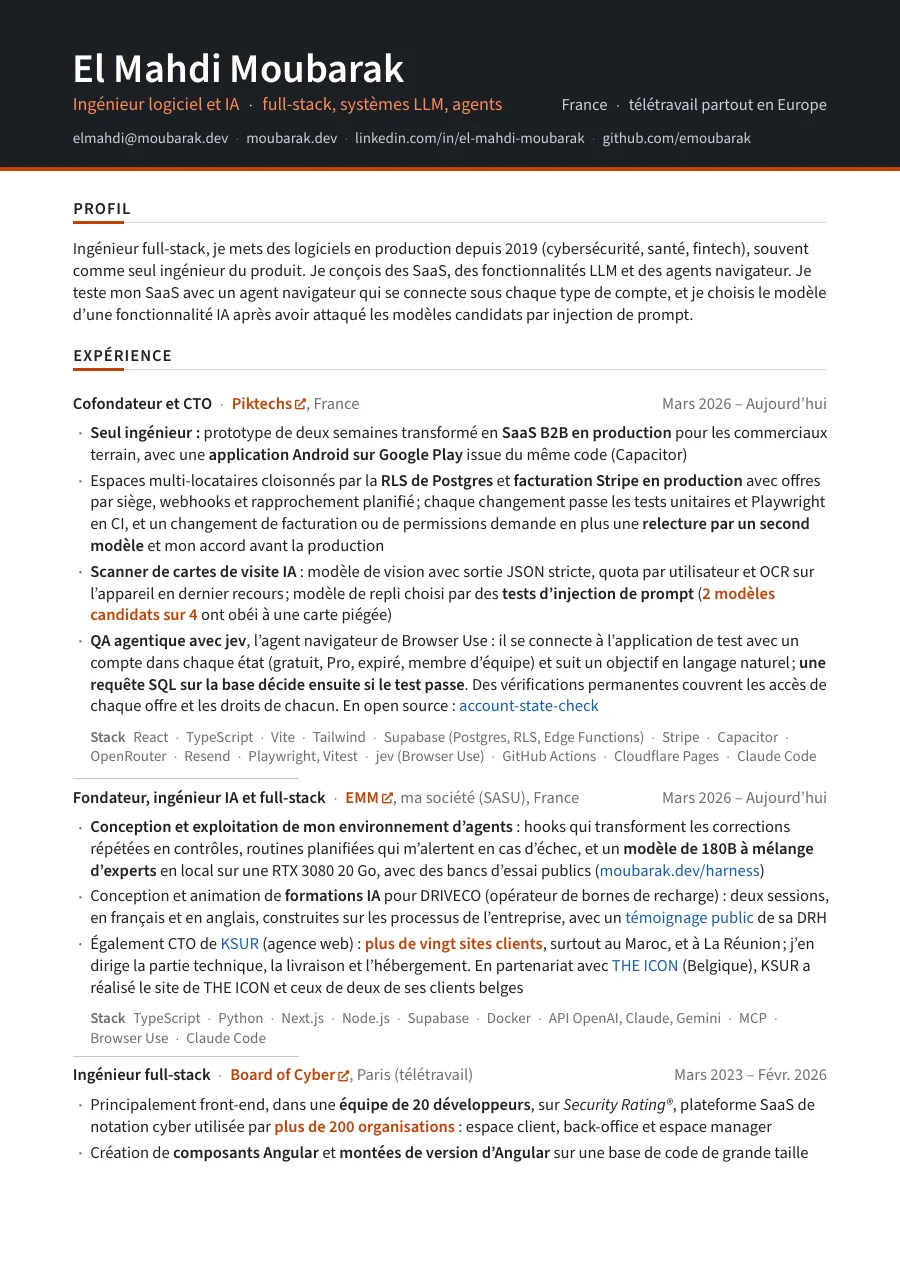 El Mahdi Moubarak
Ingénieur logiciel et IA · full-stack, systèmes LLM, agents
France · télétravail partout en Europe
elmahdi@moubarak.dev · moubarak.dev · linkedin.com/in/el-mahdi-moubarak · github.com/emoubarak
PROFIL
Ingénieur full-stack, je mets des logiciels en production depuis 2019 (cybersécurité, santé, fintech), souvent
comme seul ingénieur du produit. Je conçois des SaaS, des fonctionnalités LLM et des agents navigateur. Je
teste mon SaaS avec un agent navigateur qui se connecte sous chaque type de compte, et je choisis le modèle
d’une fonctionnalité IA après avoir attaqué les modèles candidats par injection de prompt.
EXPÉRIENCE
Cofondateur et CTO · Piktechs, France
Mars 2026 – Aujourd’hui
· Seul ingénieur : prototype de deux semaines transformé en SaaS B2B en production pour les commerciaux
terrain, avec une application Android sur Google Play issue du même code (Capacitor)
· Espaces multi-locataires cloisonnés par la RLS de Postgres et facturation Stripe en production avec offres
par siège, webhooks et rapprochement planifié ; chaque changement passe les tests unitaires et Playwright
en CI, et un changement de facturation ou de permissions demande en plus une relecture par un second
modèle et mon accord avant la production
· Scanner de cartes de visite IA : modèle de vision avec sortie JSON stricte, quota par utilisateur et OCR sur
l’appareil en dernier recours ; modèle de repli choisi par des tests d’injection de prompt (2 modèles
candidats sur 4 ont obéi à une carte piégée)
· QA agentique avec jev, l’agent navigateur de Browser Use : il se connecte à l’application de test avec un
compte dans chaque état (gratuit, Pro, expiré, membre d’équipe) et suit un objectif en langage naturel ; une
requête SQL sur la base décide ensuite si le test passe. Des vérifications permanentes couvrent les accès de
chaque offre et les droits de chacun. En open source : account-state-check
Stack React · TypeScript · Vite · Tailwind · Supabase (Postgres, RLS, Edge Functions) · Stripe · Capacitor ·
OpenRouter · Resend · Playwright, Vitest · jev (Browser Use) · GitHub Actions · Cloudflare Pages · Claude Code
Fondateur, ingénieur IA et full-stack · EMM, ma société (SASU), France
Mars 2026 – Aujourd’hui
· Conception et exploitation de mon environnement d’agents : hooks qui transforment les corrections
répétées en contrôles, routines planifiées qui m’alertent en cas d’échec, et un modèle de 180B à mélange
d’experts en local sur une RTX 3080 20 Go, avec des bancs d’essai publics (moubarak.dev/harness)
· Conception et animation de formations IA pour DRIVECO (opérateur de bornes de recharge) : deux sessions,
en français et en anglais, construites sur les processus de l’entreprise, avec un témoignage public de sa DRH
· Également CTO de KSUR (agence web) : plus de vingt sites clients, surtout au Maroc, et à La Réunion ; j’en
dirige la partie technique, la livraison et l’hébergement. En partenariat avec THE ICON (Belgique), KSUR a
réalisé le site de THE ICON et ceux de deux de ses clients belges
Stack TypeScript · Python · Next.js · Node.js · Supabase · Docker · API OpenAI, Claude, Gemini · MCP ·
Browser Use · Claude Code
Ingénieur full-stack · Board of Cyber, Paris (télétravail)
Mars 2023 – Févr. 2026
· Principalement front-end, dans une équipe de 20 développeurs, sur Security Rating®, plateforme SaaS de
notation cyber utilisée par plus de 200 organisations : espace client, back-office et espace manager
· Création de composants Angular et montées de version d’Angular sur une base de code de grande taille